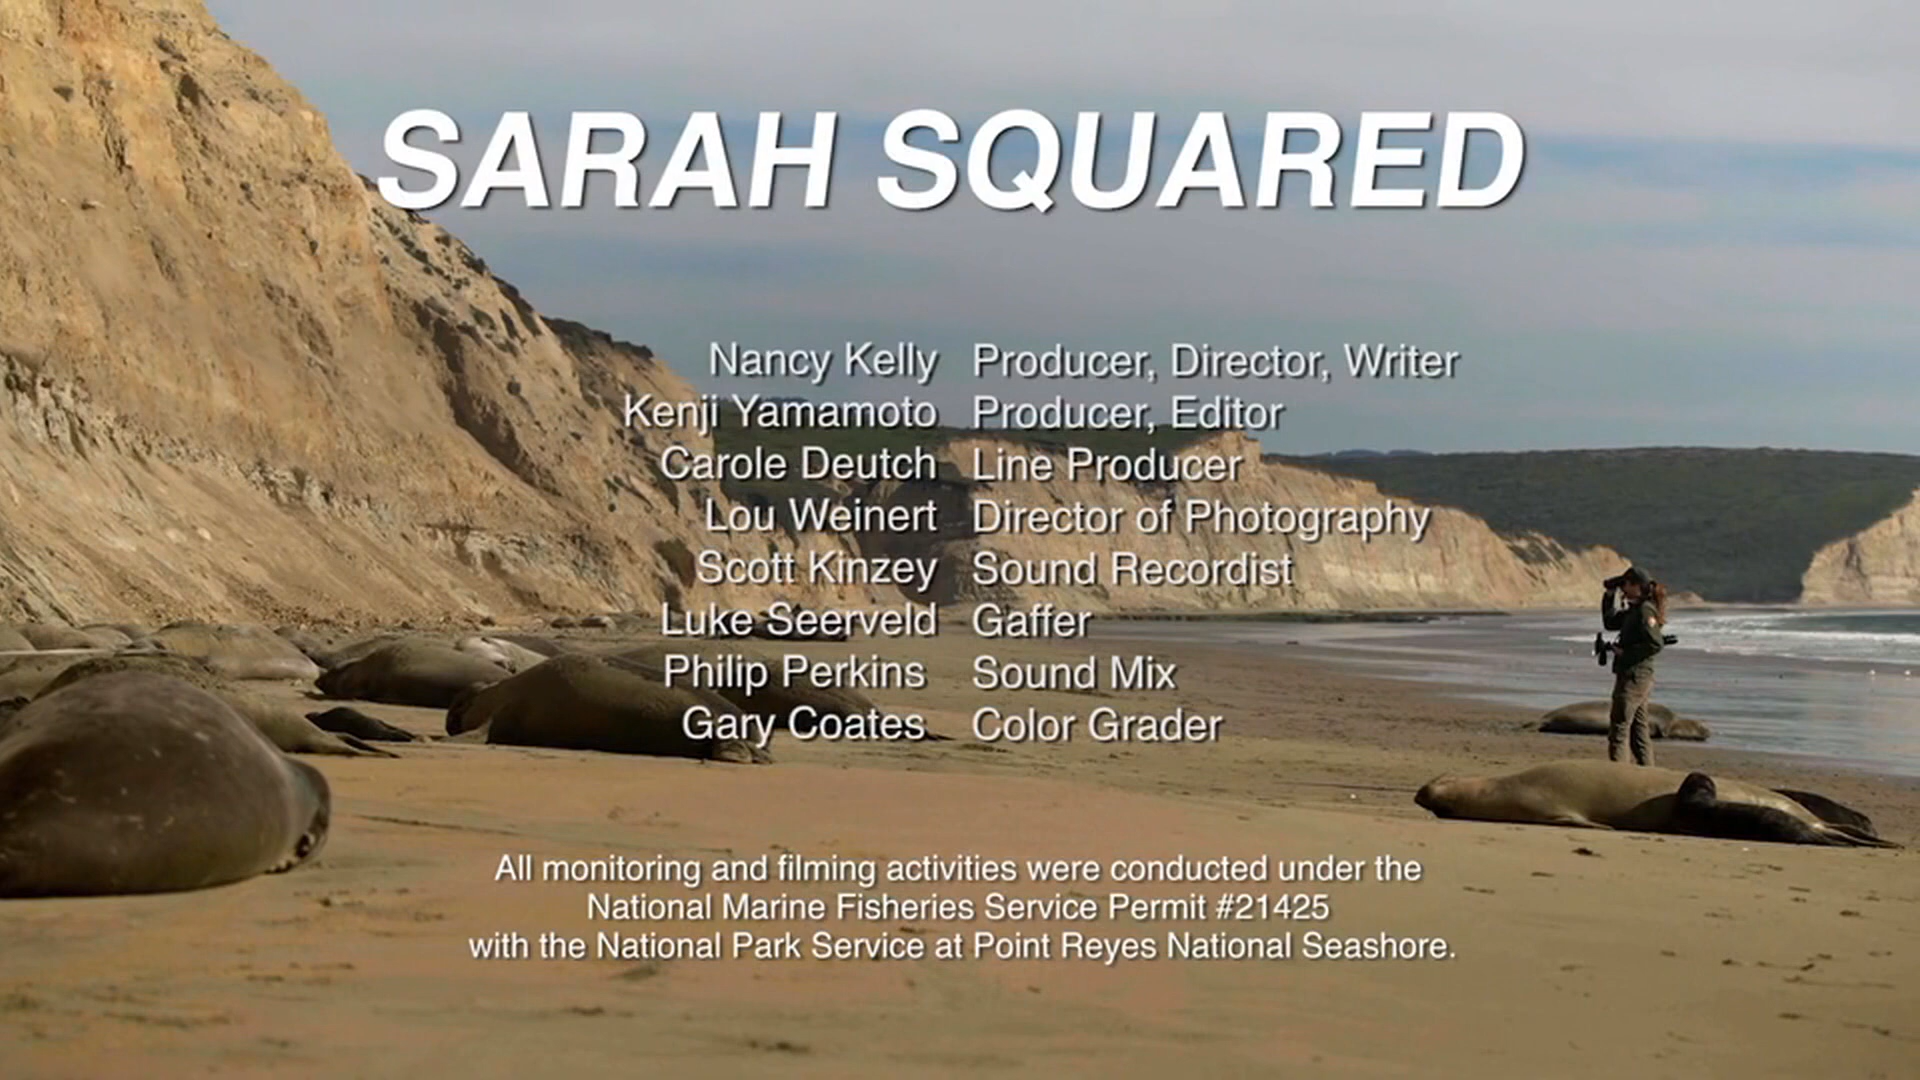 SARAH SQUARED
Nancy Kelly Producer, Director, Writer
Kenji Yamamoto Producer, Editor
Carole Deutch Line Producer
Lou Weinert Director of Photography
Scott Kinzey Sound Recordist
Luke Seerveld Gaffer
Philip Perkins Sound Mix
Gary Coates Color Grader
All monitoring and filming activities were conducted under the
National Marine Fisheries Service Permit #21425
with the National Park Service at Point Reyes National Seashore.